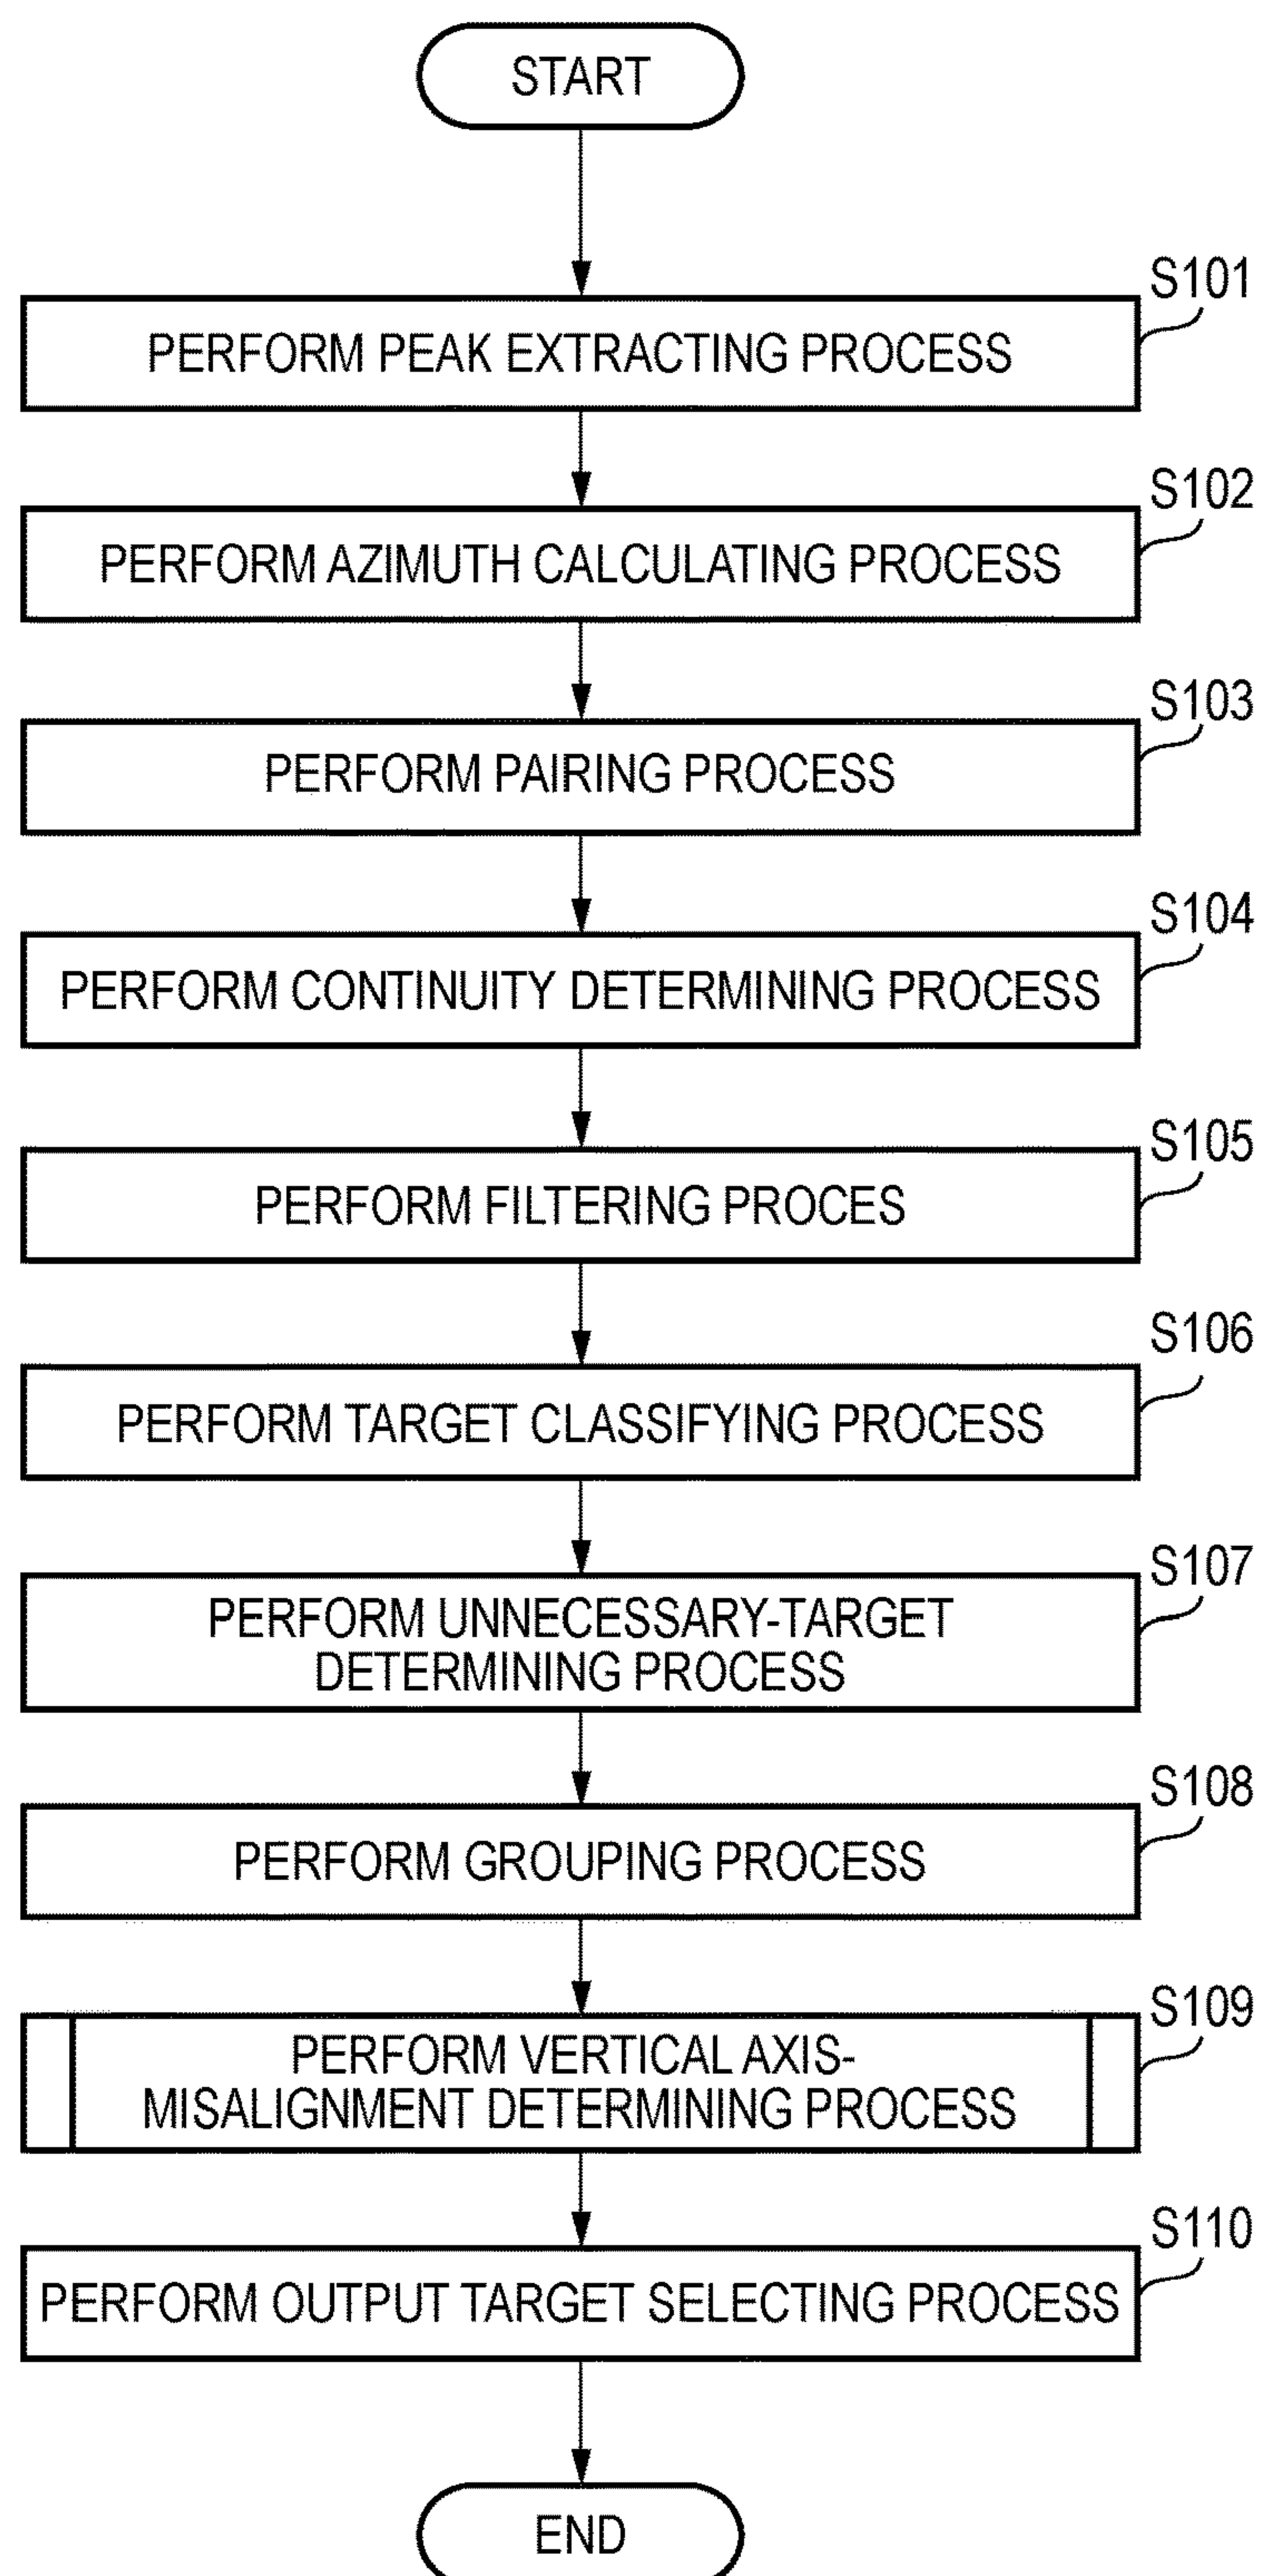 START
S101
PERFORM PEAK EXTRACTING PROCESS
S102
PERFORM AZIMUTH CALCULATING PROCESS
S103
PERFORM PAIRING PROCESS
S104
PERFORM CONTINUITY DETERMINING PROCESS
S105
PERFORM FILTERING PROCES
S106
PERFORM TARGET CLASSIFYING PROCESS
S107
PERFORM UNNECESSARY-TARGET
DETERMINING PROCESS
S108
PERFORM GROUPING PROCESS
S109
PERFORM VERTICAL AXIS-
MISALIGNMENT DETERMINING PROCESS
S110
PERFORM OUTPUT TARGET SELECTING PROCESS
END